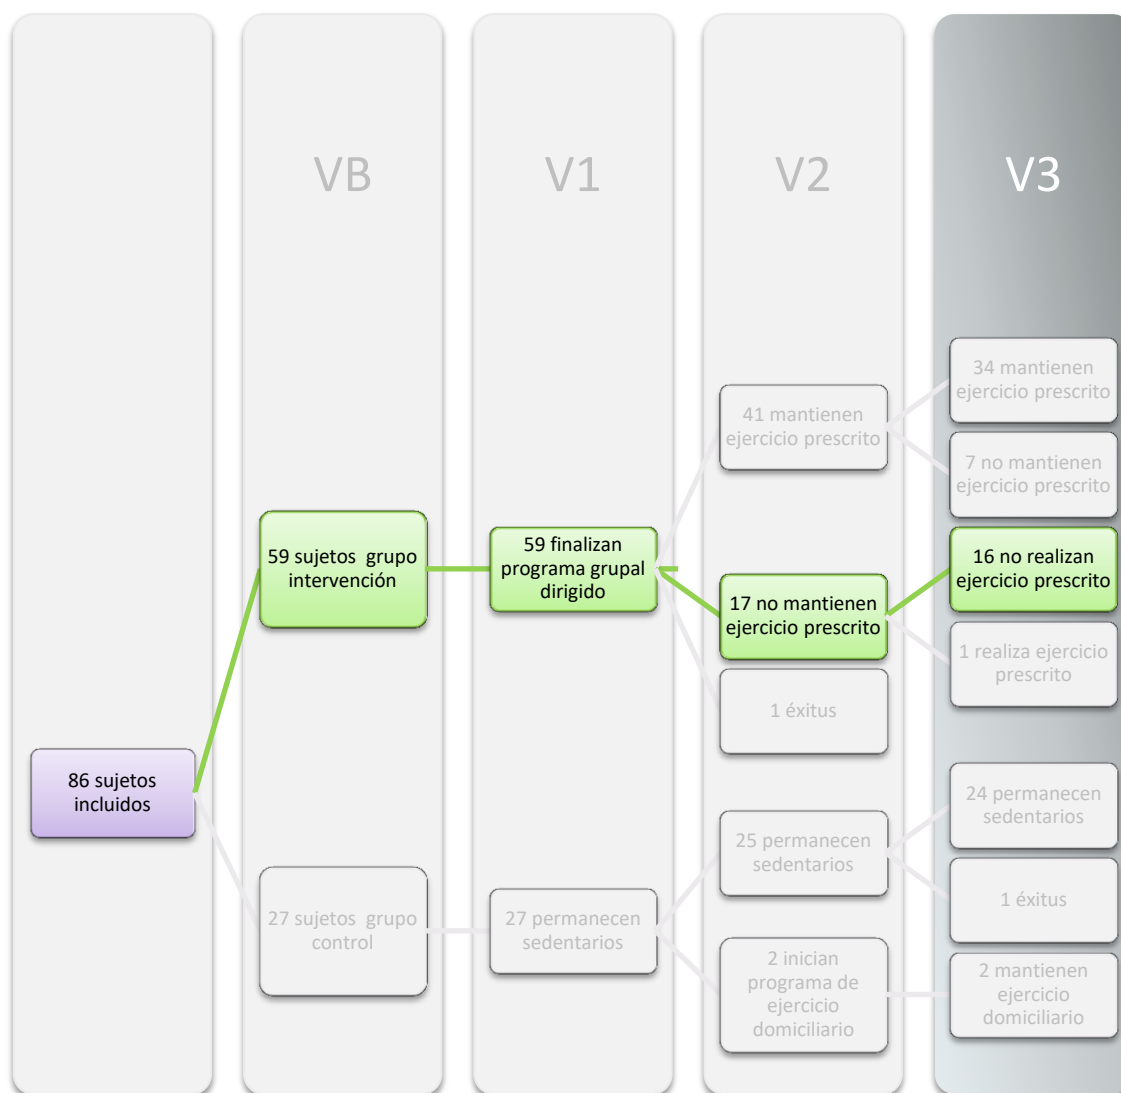 VB
V1
V2
V3
86 sujetos
incluidos
59 sujetos  grupo
intervención
27 sujetos  grupo
control
59 finalizan
programa grupal
dirigido
27 permanecen
sedentarios
41 mantienen
ejercicio prescrito
17 no mantienen
ejercicio prescrito
1 éxitus
25 permanecen
sedentarios
2 inician
programa de
ejercicio
domiciliario
34 mantienen
ejercicio prescrito
7 no mantienen
ejercicio prescrito
16 no realizan
ejercicio prescrito
1 realiza ejercicio
prescrito
24 permanecen
sedentarios
1 éxitus
2 mantienen
ejercicio
domiciliario